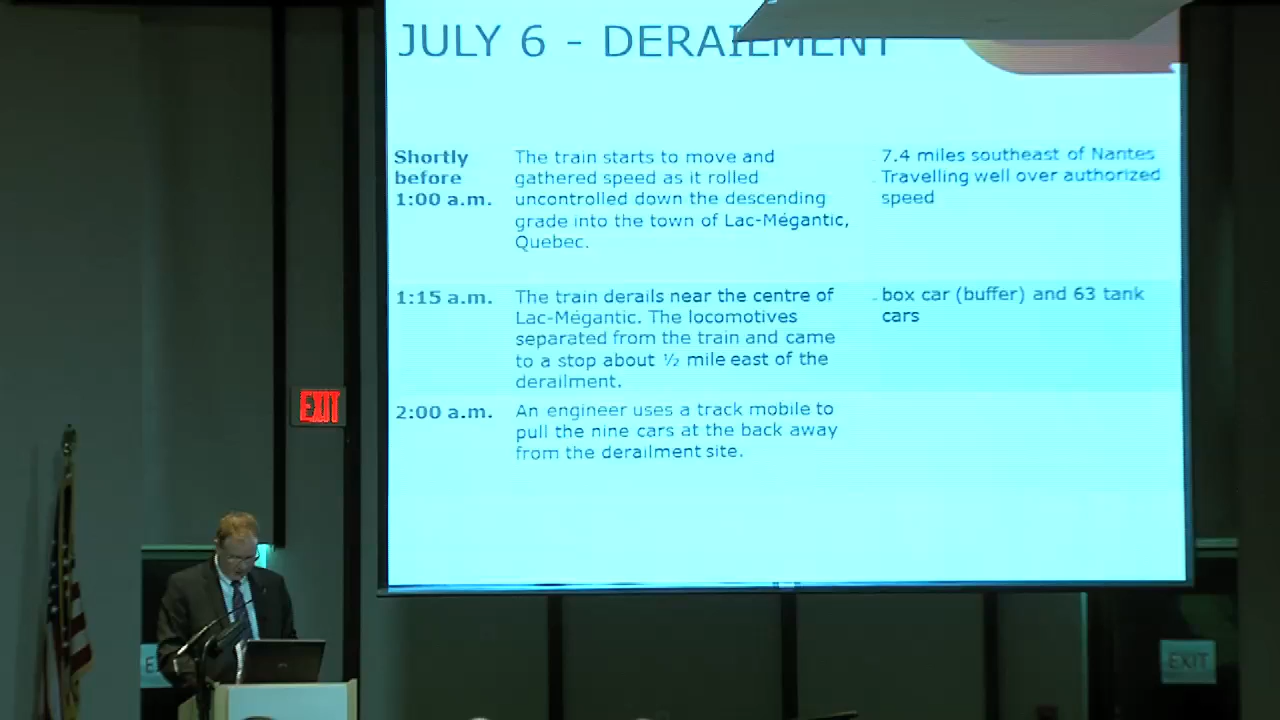 JULY 6 - DERAILMENT
Shortly
before
1:00 a.m.
The train starts to move and
gathered speed as it rolled
uncontrolled down the descending
grade into the town of Lac-Mégantic,
Quebec.
7.4 miles southeast of Nantes
Travelling well over authorized
speed
1:15 a.m.
The train derails near the centre of
Lac-Mégantic. The locomotives
separated from the train and came
to a stop about ½ mile east of the
derailment.
box car (buffer) and 63 tank
cars
2:00 a.m.
An engineer uses a track mobile to
pull the nine cars at the back away
from the derailment site.
EXIT
E
EXIT